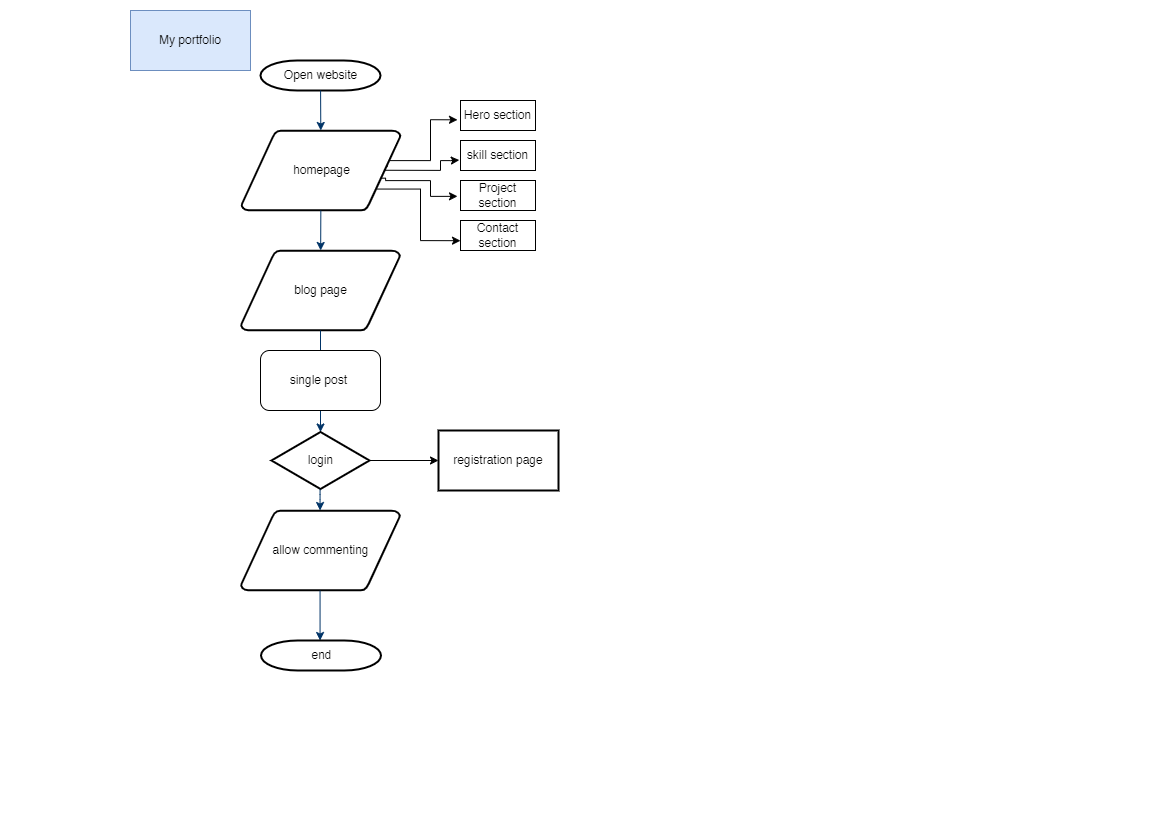 My portfolio
Open website
homepage
Hero section
skill section
Project
section
Contact
section
blog page
single post
login
registration page
allow commenting
end